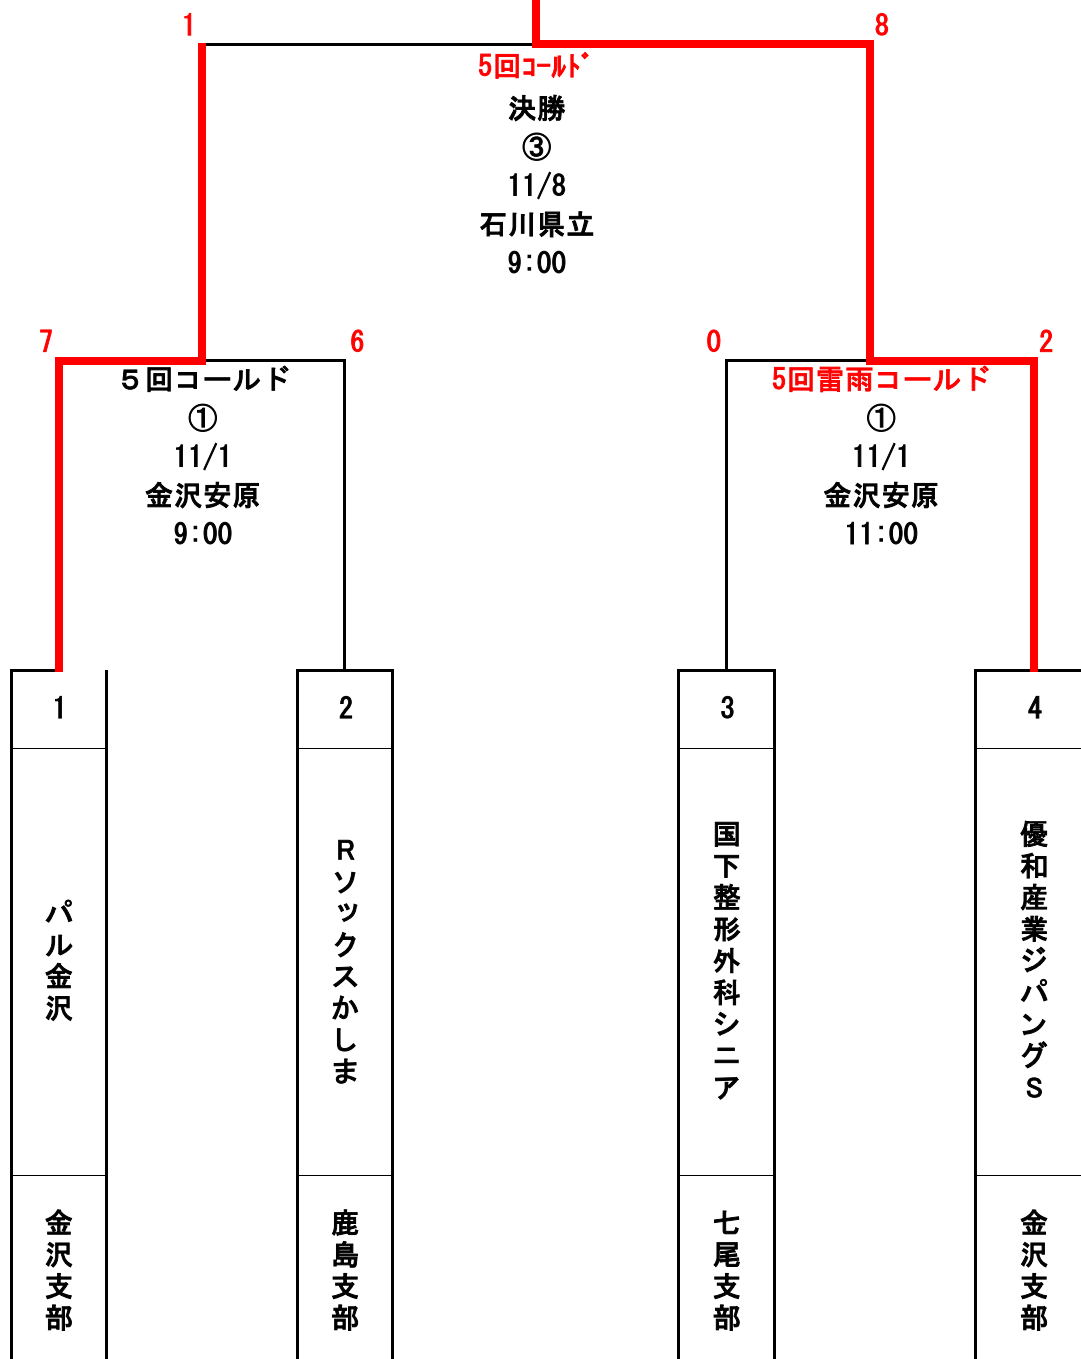 1
8
5回ｺｰﾙﾄﾞ
決勝
③
11/8
石川県立
9:00
7
6
0
2
５回コールド
①
11/1
金沢安原
9:00
5回雷雨コールド
①
11/1
金沢安原
11:00
1
2
3
4
パル金沢
Rソックスかしま
国下整形外科シニア
優和産業ジパングS
金沢支部
鹿島支部
七尾支部
金沢支部